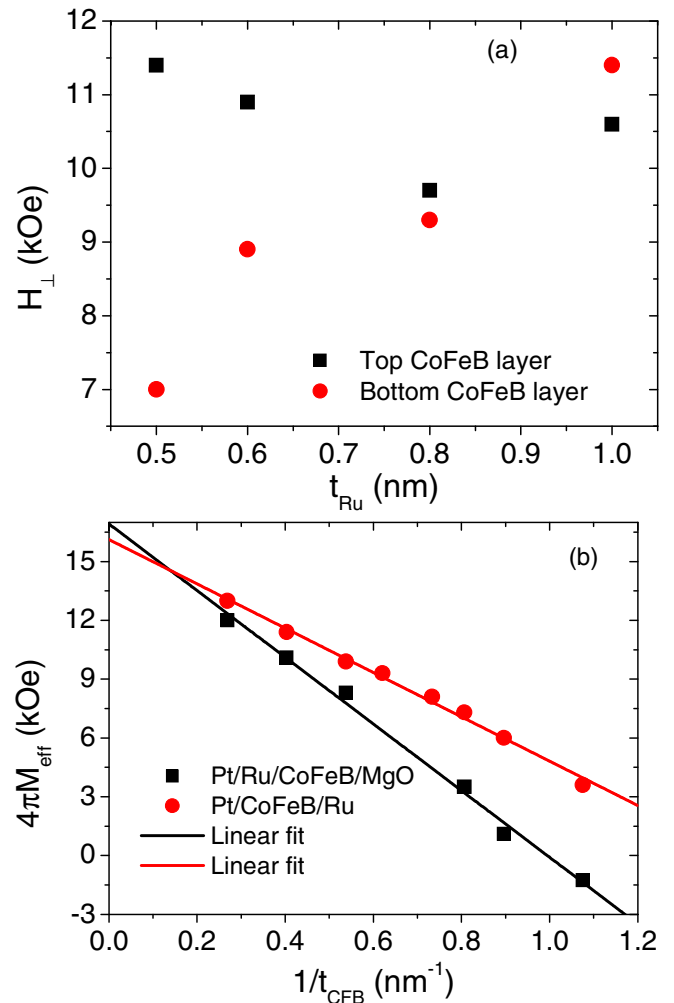 (a)
12
11
10
9
8
7
H⊥ (kOe)
Top CoFeB layer
Bottom CoFeB layer
0.5 0.6 0.7 0.8 0.9 1.0
t_Ru (nm)
(b)
15
12
9
6
3
0
-3
4πM_eff (kOe)
Pt/Ru/CoFeB/MgO
Pt/CoFeB/Ru
Linear fit
Linear fit
0.0 0.2 0.4 0.6 0.8 1.0 1.2
1/t_CFB (nm⁻¹)